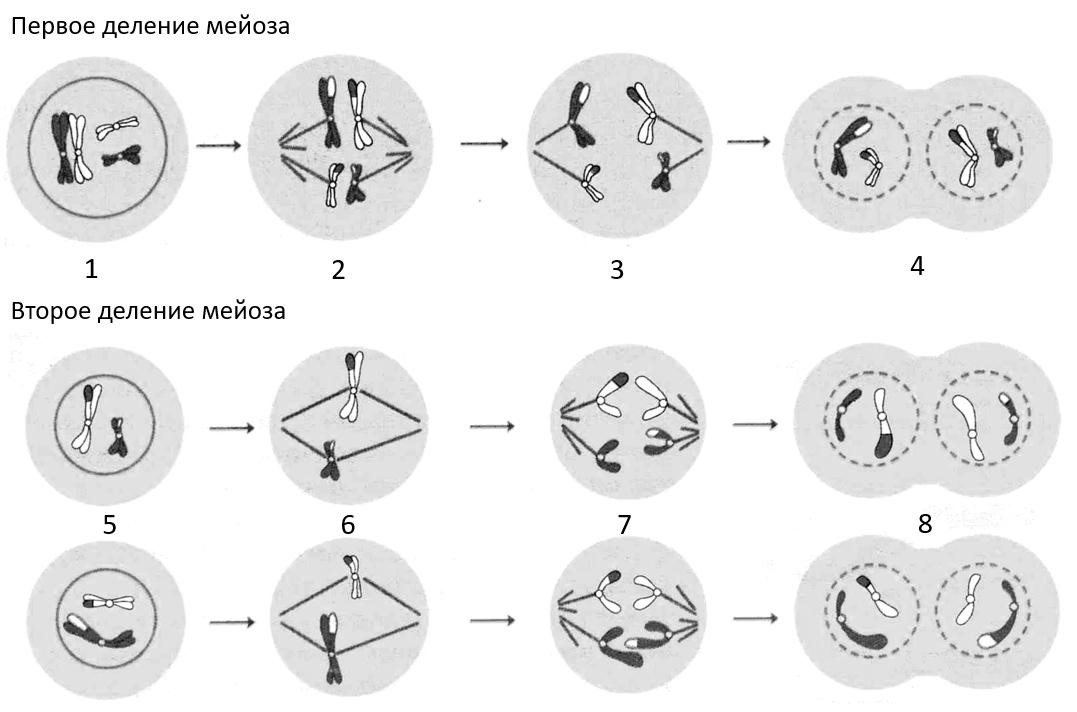 Первое деление мейоза
1 2 3 4
Второе деление мейоза
5 6 7 8